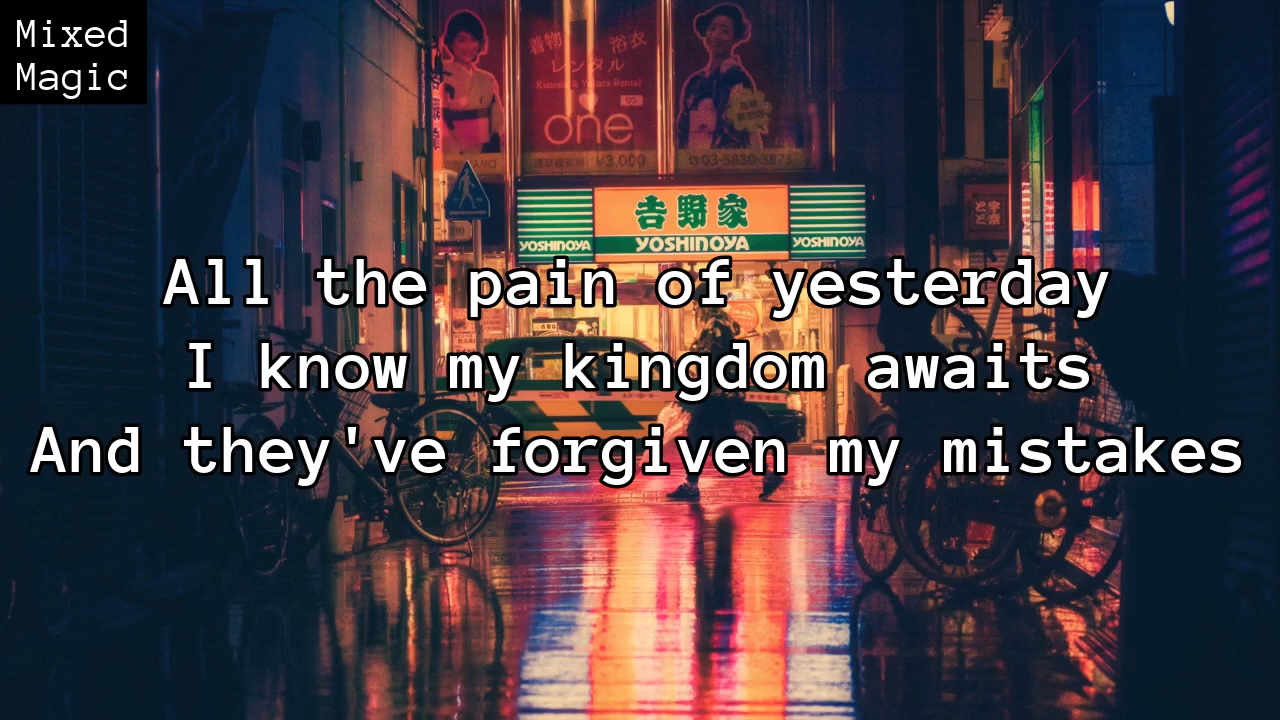 Mixed
Magic
着物 浴衣
レンタル
Kimono & Yukata Rental
one
¥3,000
☎03-5830-3875
吉野家
YOSHINOYA YOSHINOYA YOSHINOYA
All the pain of yesterday
I know my kingdom awaits
And they've forgiven my mistakes